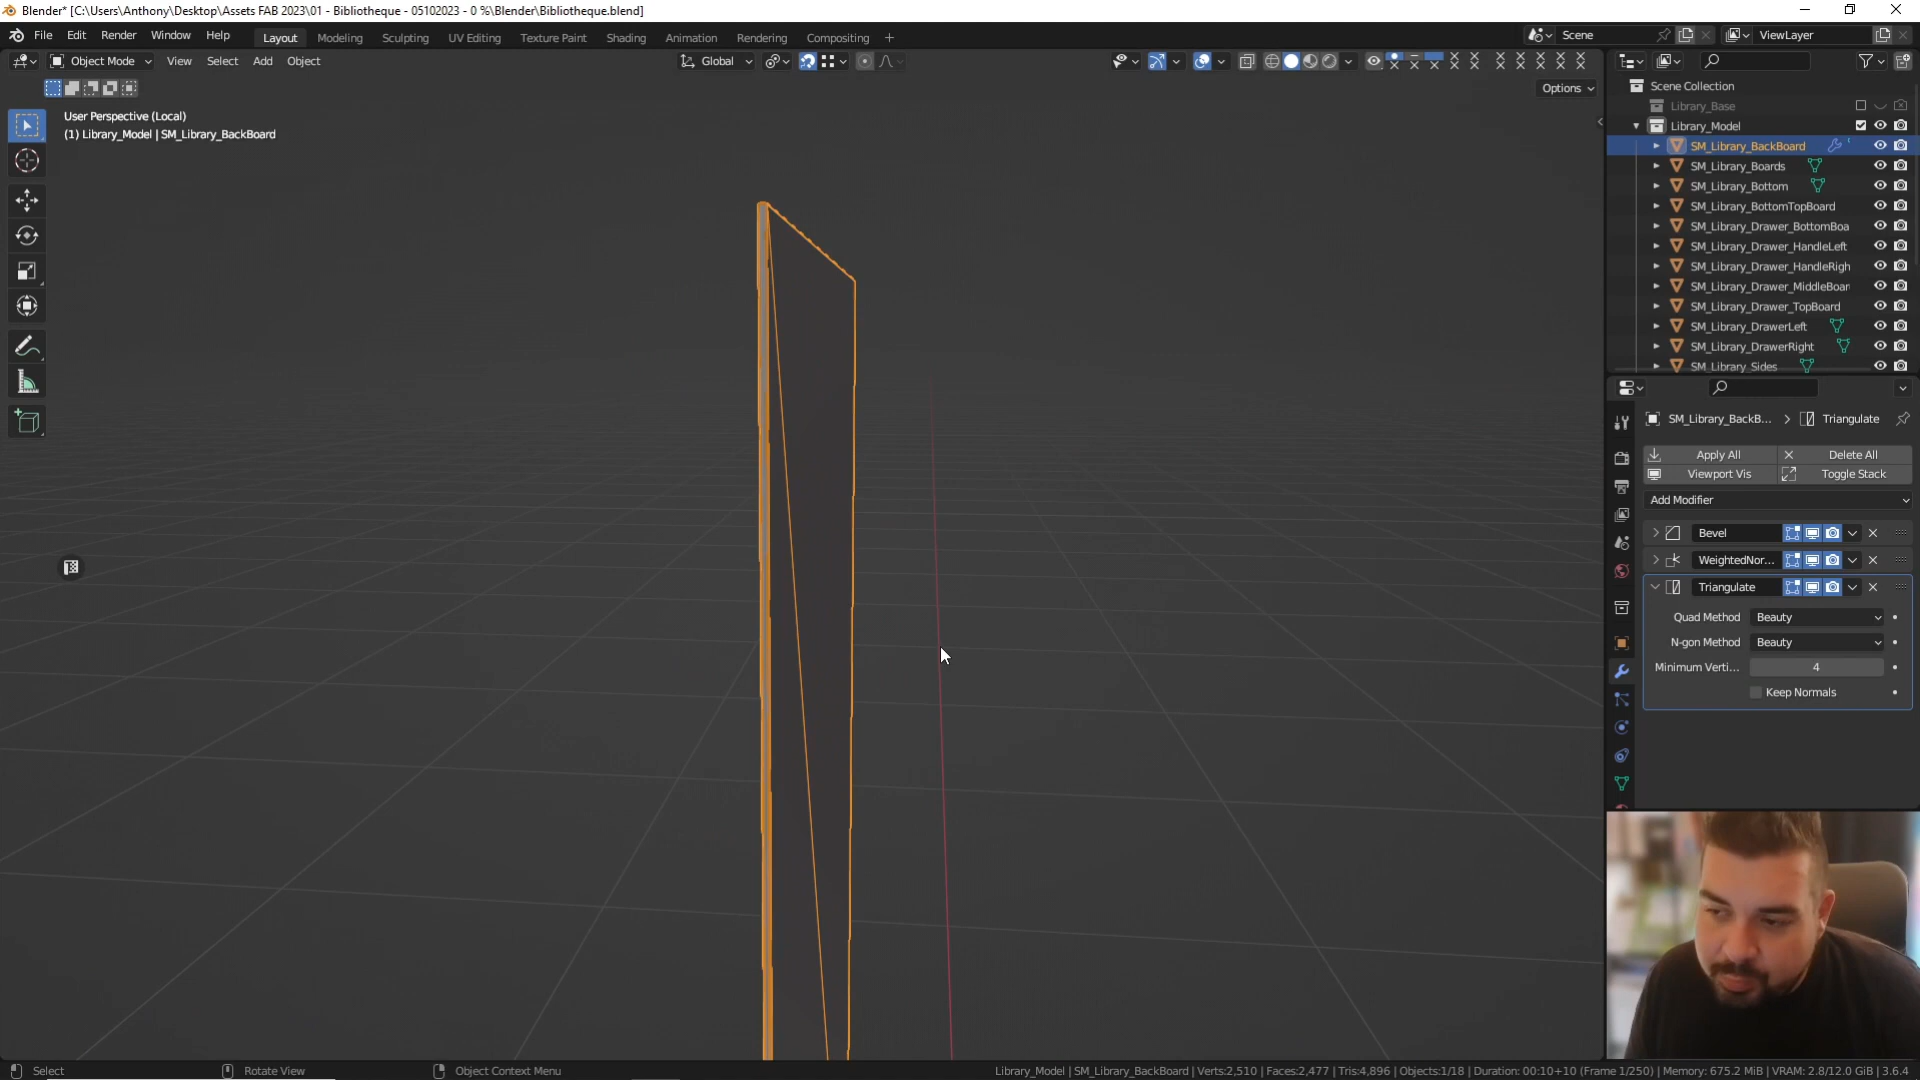 Blender* [C:\Users\Anthony\Desktop\Assets FAB 2023\01 - Bibliotheque - 05102023 - 0 %\Blender\Bibliotheque.blend]
File Edit Render Window Help Layout Modeling Sculpting UV Editing Texture Paint Shading Animation Rendering Compositing + Scene ViewLayer
Object Mode View Select Add Object Global
Options
User Perspective (Local)
(1) Library_Model | SM_Library_BackBoard
Scene Collection
Library_Base
Library_Model
SM_Library_BackBoard
SM_Library_Boards
SM_Library_Bottom
SM_Library_BottomTopBoard
SM_Library_Drawer_BottomBoa
SM_Library_Drawer_HandleLeft
SM_Library_Drawer_HandleRigh
SM_Library_Drawer_MiddleBoar
SM_Library_Drawer_TopBoard
SM_Library_DrawerLeft
SM_Library_DrawerRight
SM_Library_Sides
SM_Library_BackB... > Triangulate
Apply All Delete All
Viewport Vis Toggle Stack
Add Modifier
Bevel
WeightedNor...
Triangulate
Quad Method Beauty
N-gon Method Beauty
Minimum Verti... 4
Keep Normals
Select Rotate View Object Context Menu Library_Model | SM_Library_BackBoard | Verts:2,510 | Faces:2,477 | Tris:4,896 | Objects:1/18 | Duration: 00:10+10 (Frame 1/250) | Memory: 675.2 MiB | VRAM: 2.8/12.0 GiB | 3.6.4